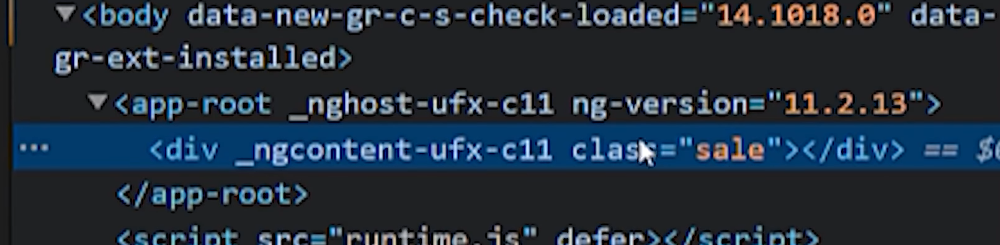 <body data-new-gr-c-s-check-loaded="14.1018.0" data-
gr-ext-installed>
<app-root _nghost-ufx-c11 ng-version="11.2.13">
... <div _ngcontent-ufx-c11 class="sale"></div> ==
</app-root>
<script src="runtime.js" defer></script>